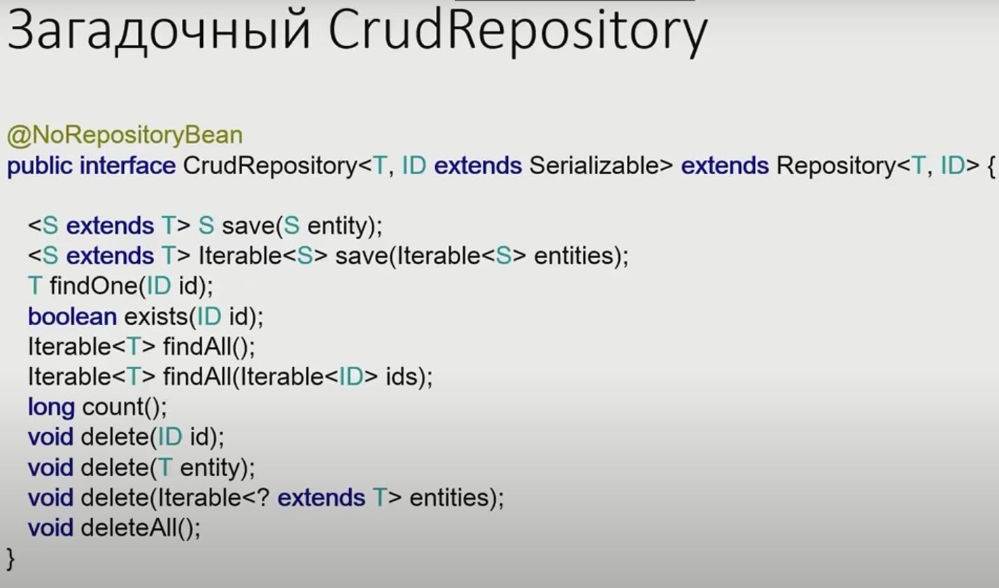 Загадочный CrudRepository
@NoRepositoryBean
public interface CrudRepository<T, ID extends Serializable> extends Repository<T, ID> {
<S extends T> S save(S entity);
<S extends T> Iterable<S> save(Iterable<S> entities);
T findOne(ID id);
boolean exists(ID id);
Iterable<T> findAll();
Iterable<T> findAll(Iterable<ID> ids);
long count();
void delete(ID id);
void delete(T entity);
void delete(Iterable<? extends T> entities);
void deleteAll();
}